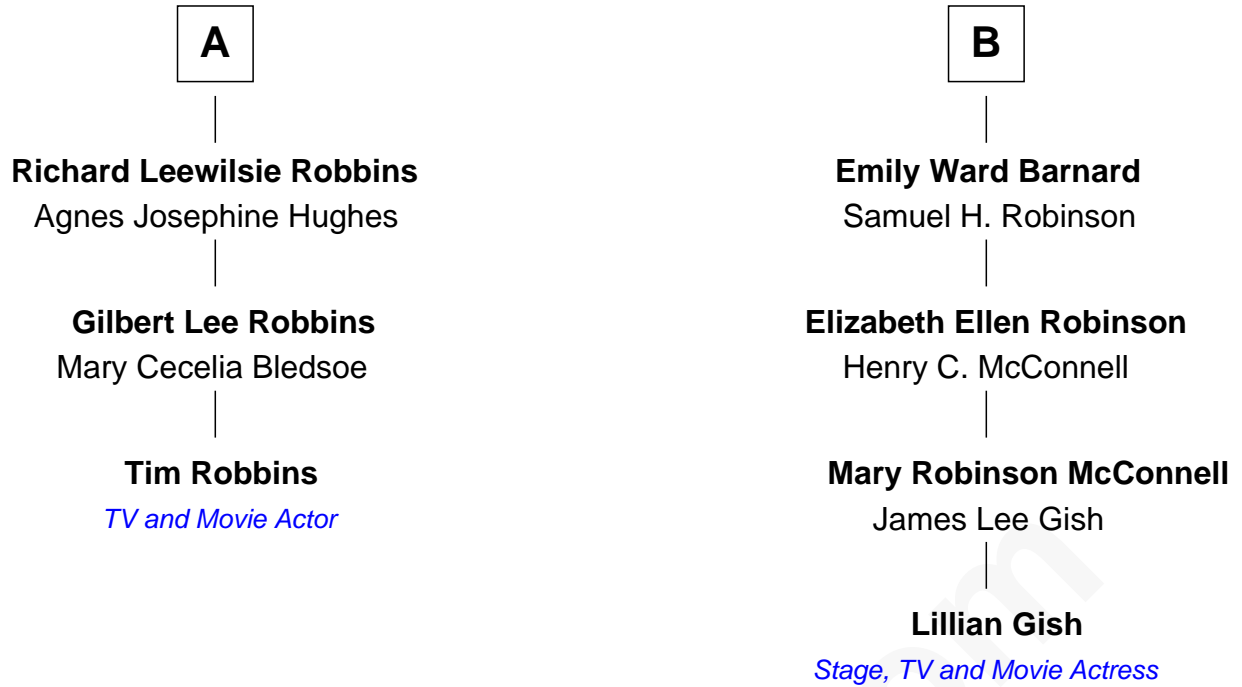 A
Richard Leewilsie Robbins
Agnes Josephine Hughes
Gilbert Lee Robbins
Mary Cecelia Bledsoe
Tim Robbins
TV and Movie Actor
B
Emily Ward Barnard
Samuel H. Robinson
Elizabeth Ellen Robinson
Henry C. McConnell
Mary Robinson McConnell
James Lee Gish
Lillian Gish
Stage, TV and Movie Actress